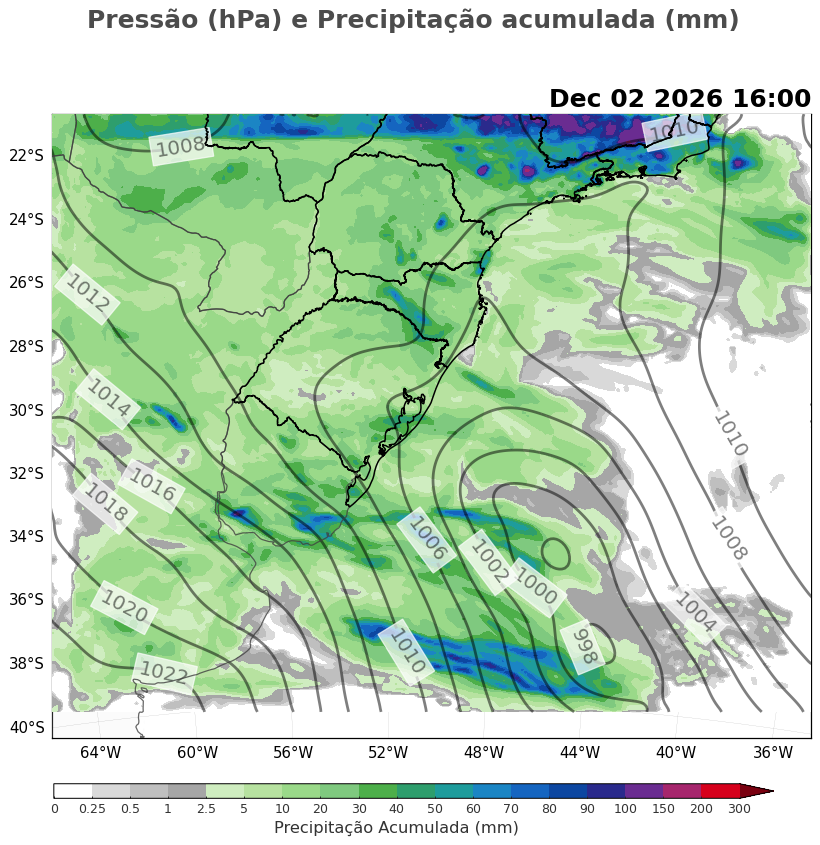 Pressão (hPa) e Precipitação acumulada (mm)
Dec 02 2026 16:00
1008
1010
22°S
24°S
26°S
1012
28°S
1014
30°S
1010
32°S
1016
1018
34°S
1006
1008
1002
1000
36°S
1020
1004
1010
998
38°S
1022
40°S
64°W 60°W 56°W 52°W 48°W 44°W 40°W 36°W
0 0.25 0.5 1 2.5 5 10 20 30 40 50 60 70 80 90 100 150 200 300
Precipitação Acumulada (mm)